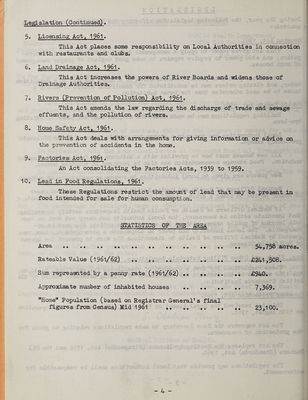 Legislation (Continued).
5. Licensing Act, 1961.
This Act places some responsibility on Local Authorities in connection
with restaurants and clubs.
6. Land Drainage Act, 1961.
This Act increases the powers of River Boards and widens those of
Drainage Authorities.
7. Rivers (Prevention of Pollution) Act, 1961.
This Act amends the law regarding the discharge of trade and sewage
effluents, and the pollution of rivers.
8. Home Safety Act, 1961.
This Act deals with arrangements for giving information or advice on
the prevention of accidents in the home.
9. Factories Act, 1961.
An Act consolidating the Factories Acts, 1939 to 1959.
10. Lead in Food Regulations, 1961.
These Regulations restrict the amount of lead that may be present in
food intended for sale for human consumption.
STATISTICS OF THE AREA
Area .. .. .. .. .. .. .. .. .. .. 54,758 acres.
Rateable Value (1961/62) .. .. .. .. .. .. £241,508.
Sum represented by a penny rate (1961/62) .. .. .. .. £940.
Approximate number of inhabited houses .. .. .. .. 7,369.
"Home" Population (based on Registrar General's final
figures from Census) Mid 1961 .. .. .. .. 23,100.
- 4 -